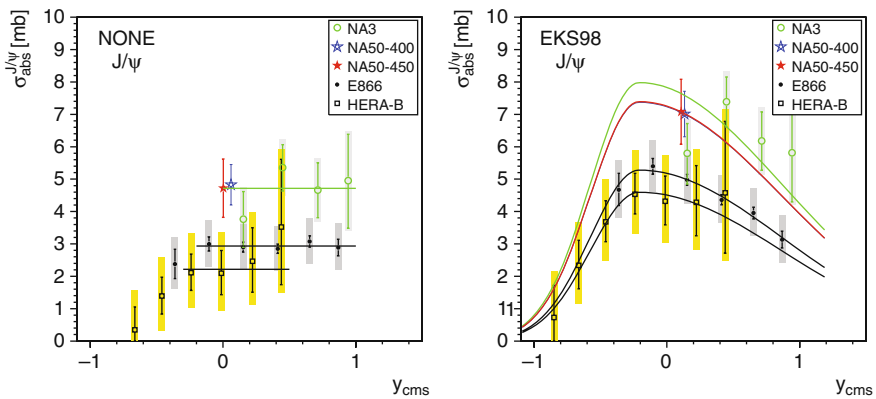 σ_abs^J/ψ [mb]
10
9
8
7
6
5
4
3
2
1
0
NONE
J/ψ
NA3
NA50-400
NA50-450
E866
HERA-B
−1
0
1
y_cms
σ_abs^J/ψ [mb]
10
9
8
7
6
5
4
3
2
11
0
EKS98
J/ψ
NA3
NA50-400
NA50-450
E866
HERA-B
−1
0
1
y_cms